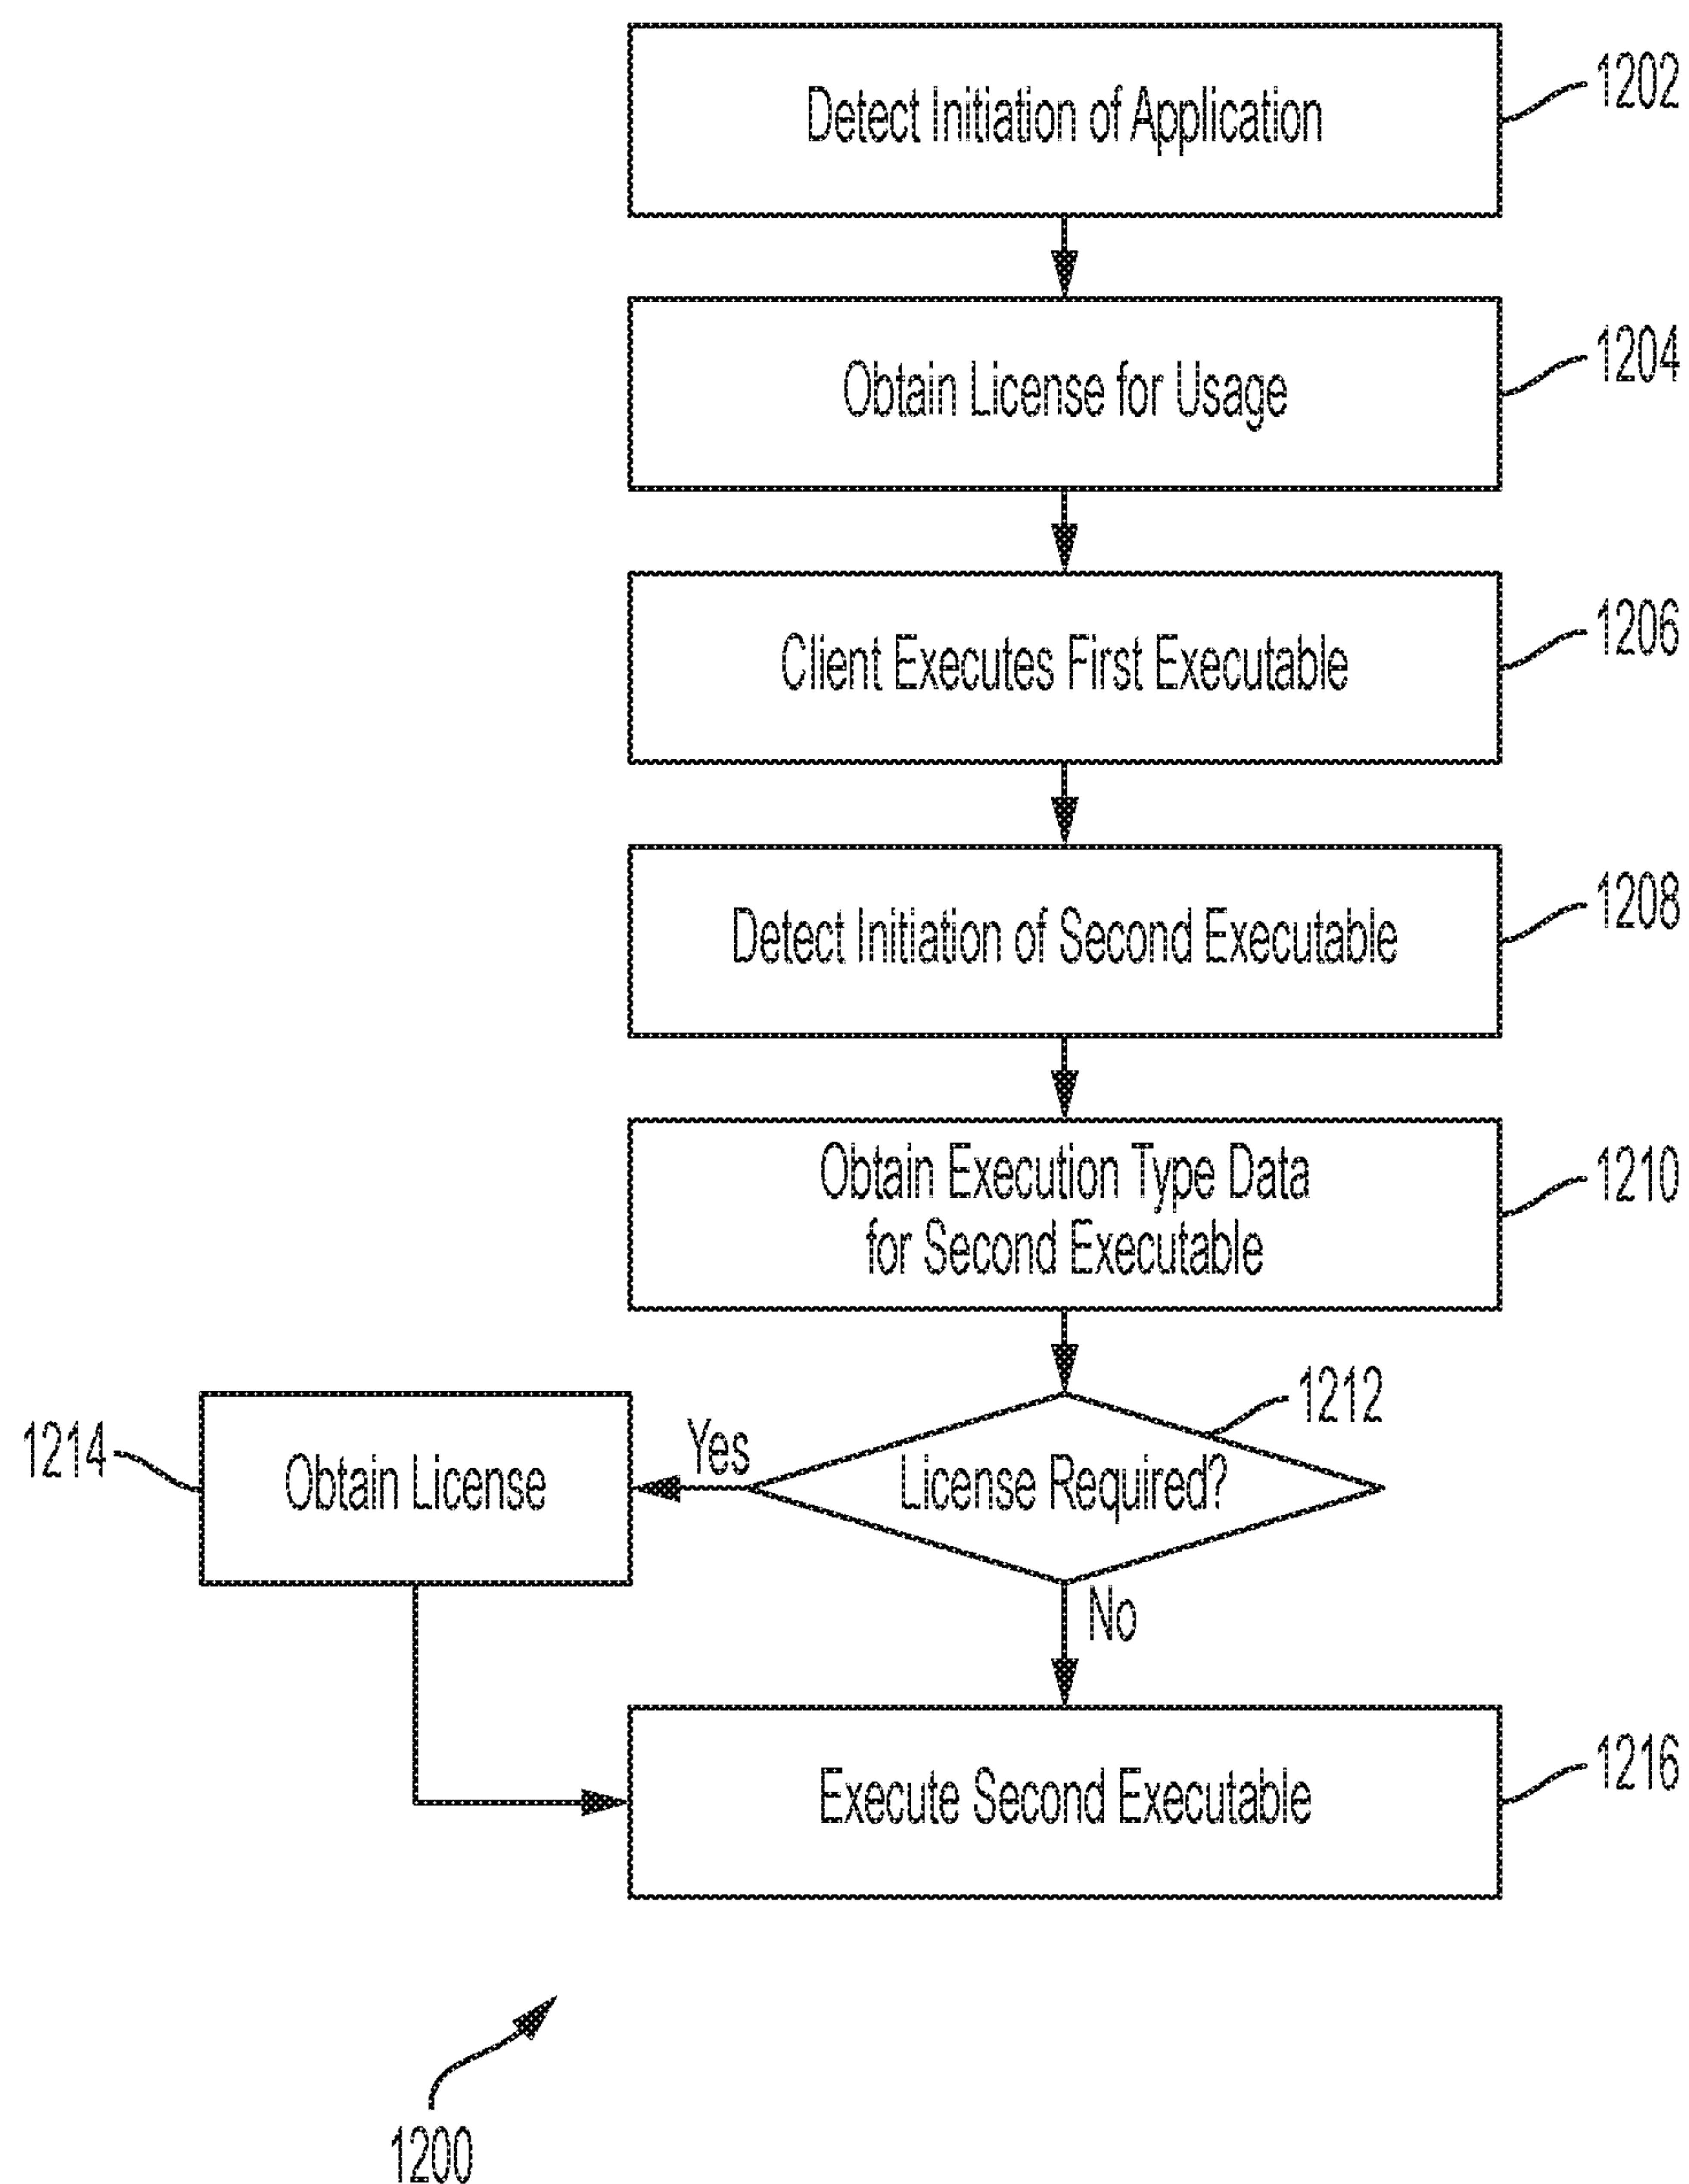 Detect Initiation of Application
1202
Obtain License for Usage
1204
Client Executes First Executable
1206
Detect Initiation of Second Executable
1208
Obtain Execution Type Data
for Second Executable
1210
1212
License Required?
Yes
Obtain License
1214
No
Execute Second Executable
1216
1200